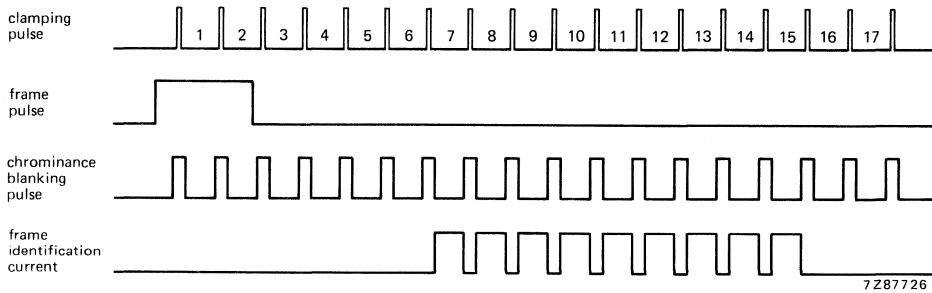 clamping
pulse
1 2 3 4 5 6 7 8 9 10 11 12 13 14 15 16 17
frame
pulse
chrominance
blanking
pulse
frame
identification
current
7Z87726